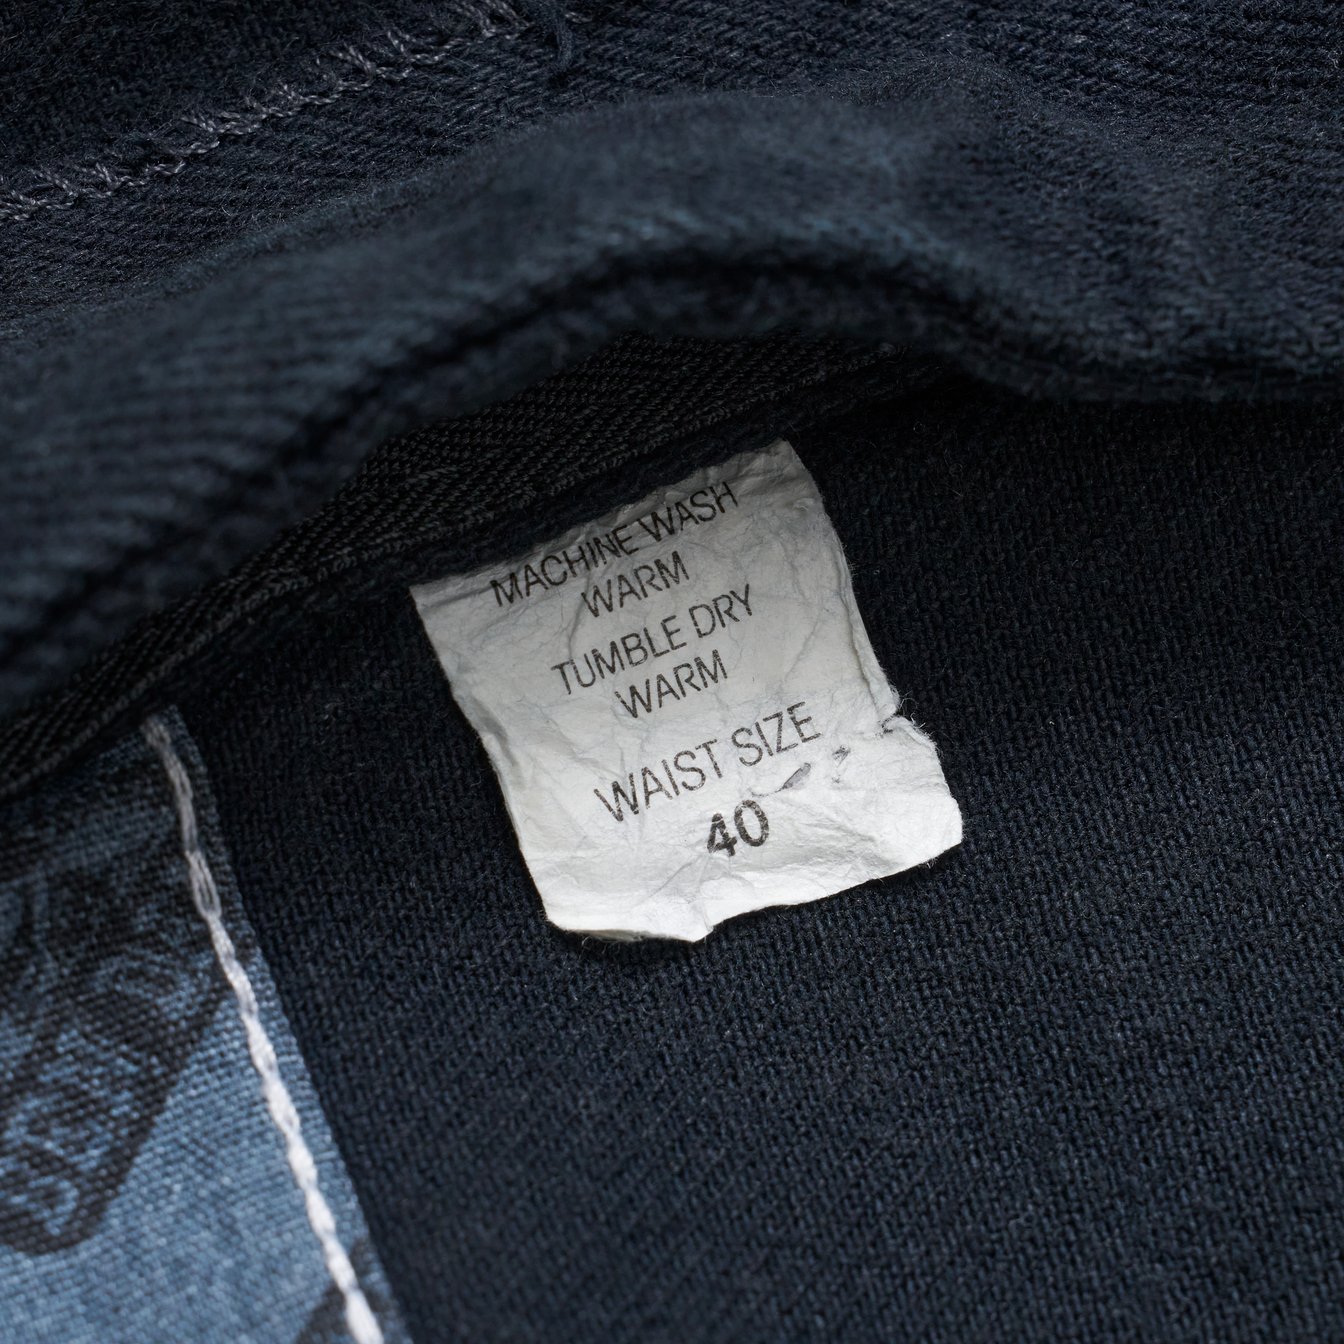 MACHINE WASH
WARM
TUMBLE DRY
WARM
WAIST SIZE
40